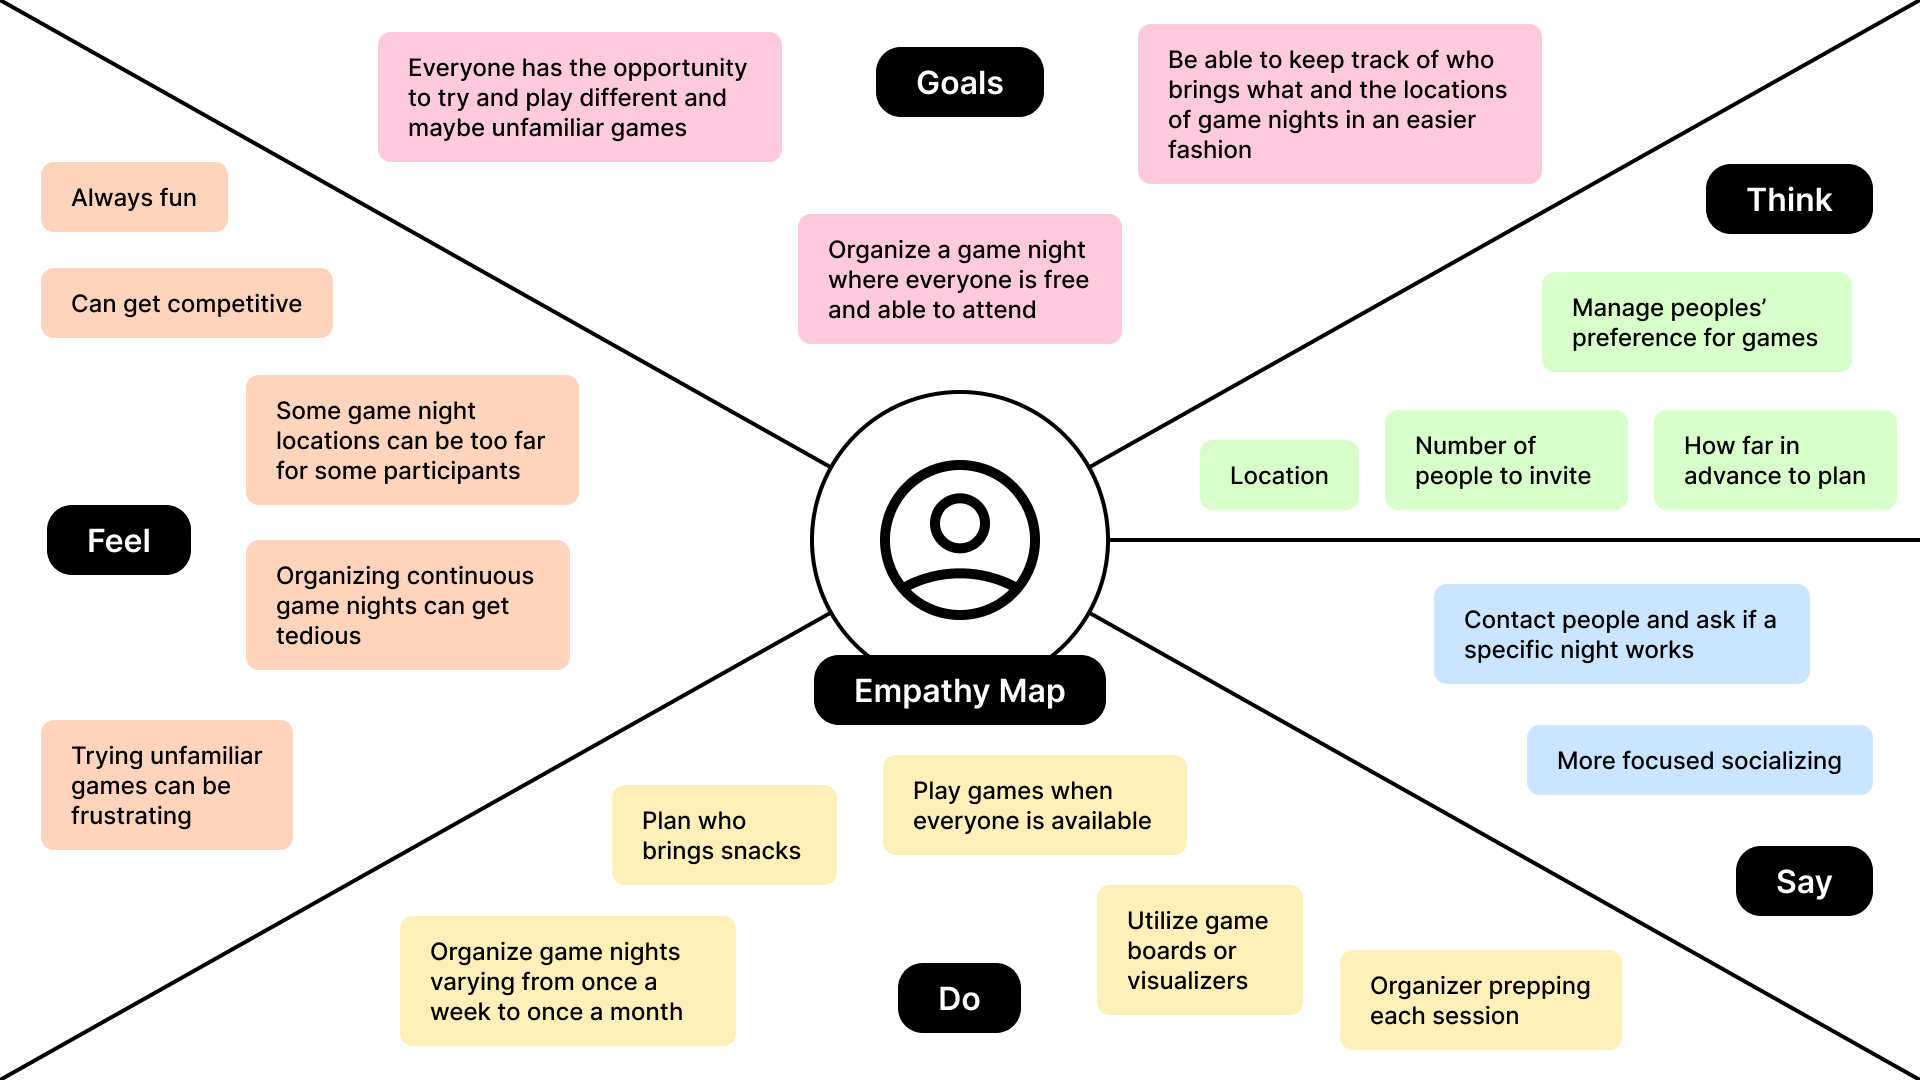 Goals
Everyone has the opportunity
to try and play different and
maybe unfamiliar games
Be able to keep track of who
brings what and the locations
of game nights in an easier
fashion
Organize a game night
where everyone is free
and able to attend
Think
Manage peoples’
preference for games
Location
Number of
people to invite
How far in
advance to plan
Feel
Always fun
Can get competitive
Some game night
locations can be too far
for some participants
Organizing continuous
game nights can get
tedious
Trying unfamiliar
games can be
frustrating
Empathy Map
Say
Contact people and ask if a
specific night works
More focused socializing
Do
Plan who
brings snacks
Play games when
everyone is available
Organize game nights
varying from once a
week to once a month
Utilize game
boards or
visualizers
Organizer prepping
each session